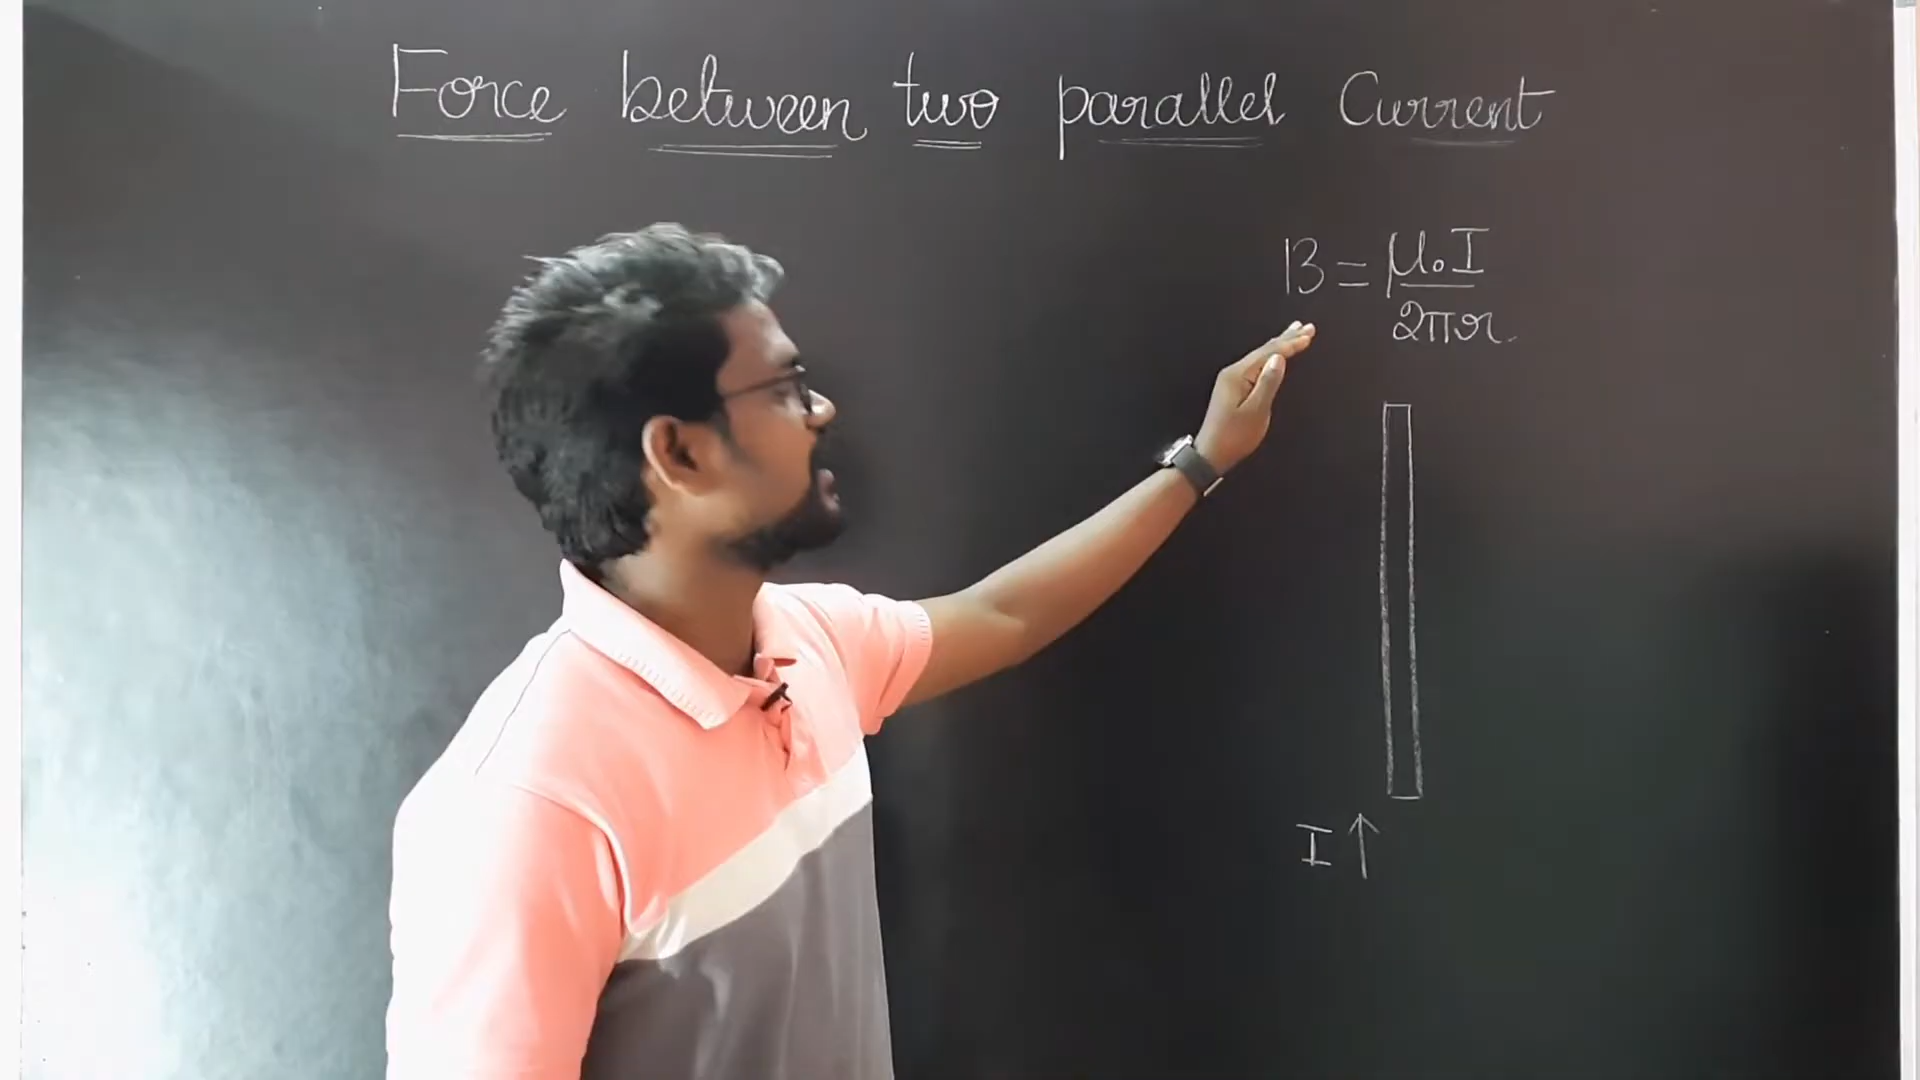 Force between two parallel Current
B = μ₀I
2πr
I ↑